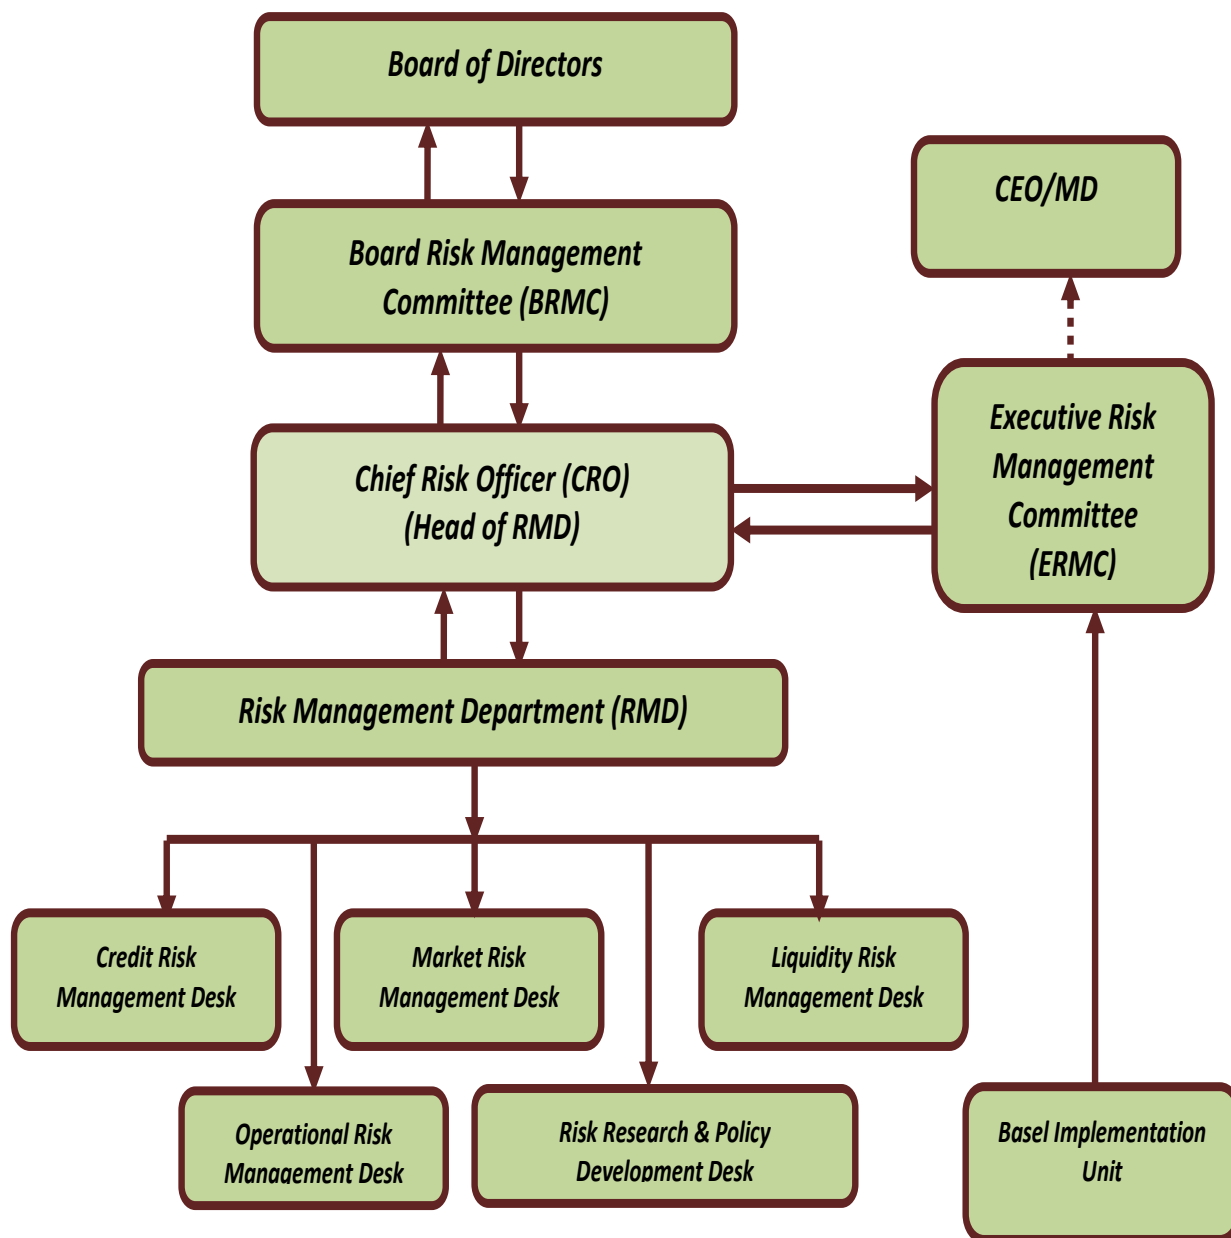 Board of Directors
CEO/MD
Board Risk Management
Committee (BRMC)
Executive Risk
Management
Committee
(ERMC)
Chief Risk Officer (CRO)
(Head of RMD)
Risk Management Department (RMD)
Credit Risk
Management Desk
Market Risk
Management Desk
Liquidity Risk
Management Desk
Operational Risk
Management Desk
Risk Research & Policy
Development Desk
Basel Implementation
Unit